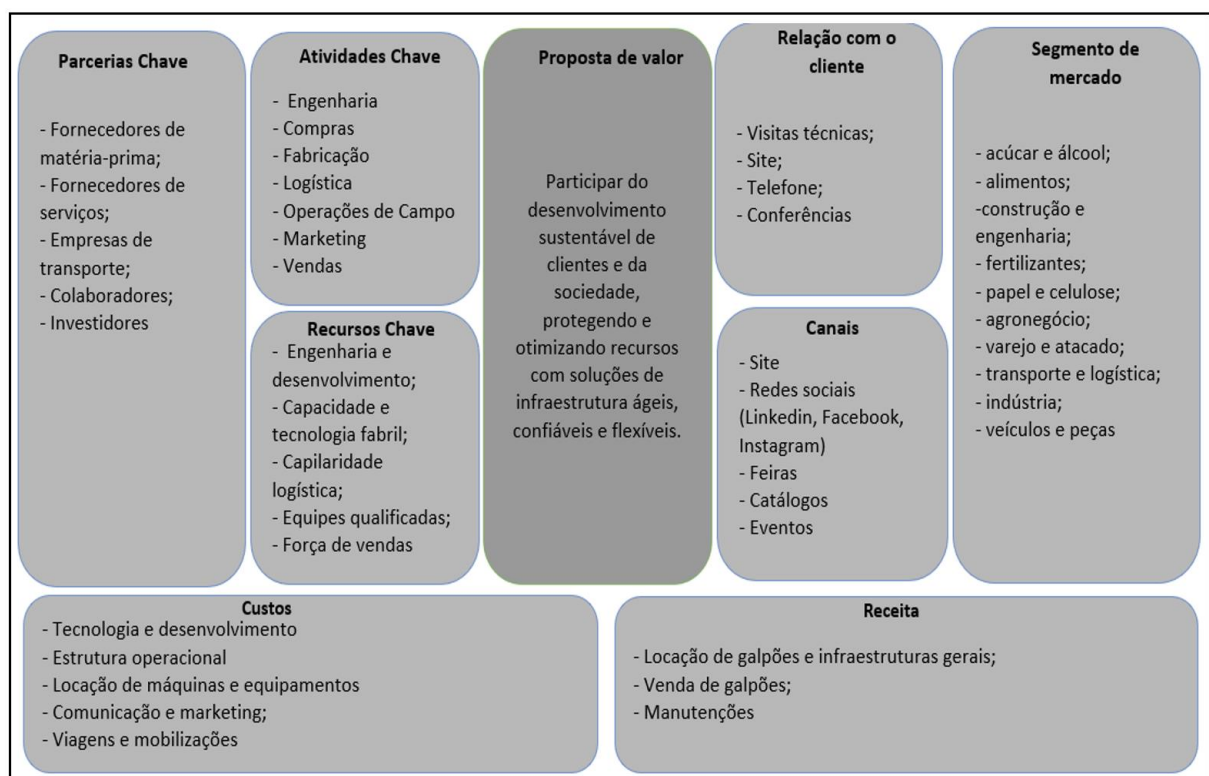 Parcerias Chave
- Fornecedores de
matéria-prima;
- Fornecedores de
serviços;
- Empresas de
transporte;
- Colaboradores;
- Investidores
Atividades Chave
- Engenharia
- Compras
- Fabricação
- Logística
- Operações de Campo
- Marketing
- Vendas
Recursos Chave
- Engenharia e
desenvolvimento;
- Capacidade e
tecnologia fabril;
- Capilaridade
logística;
- Equipes qualificadas;
- Força de vendas
Proposta de valor
Participar do
desenvolvimento
sustentável de
clientes e da
sociedade,
protegendo e
otimizando recursos
com soluções de
infraestrutura ágeis,
confiáveis e flexíveis.
Relação com o
cliente
- Visitas técnicas;
- Site;
- Telefone;
- Conferências
Canais
- Site
- Redes sociais
(Linkedin, Facebook,
Instagram)
- Feiras
- Catálogos
- Eventos
Segmento de
mercado
- acúcar e álcool;
- alimentos;
-construção e
engenharia;
- fertilizantes;
- papel e celulose;
- agronegócio;
- varejo e atacado;
- transporte e logística;
- indústria;
- veículos e peças
Custos
- Tecnologia e desenvolvimento
- Estrutura operacional
- Locação de máquinas e equipamentos
- Comunicação e marketing;
- Viagens e mobilizações
Receita
- Locação de galpões e infraestruturas gerais;
- Venda de galpões;
- Manutenções